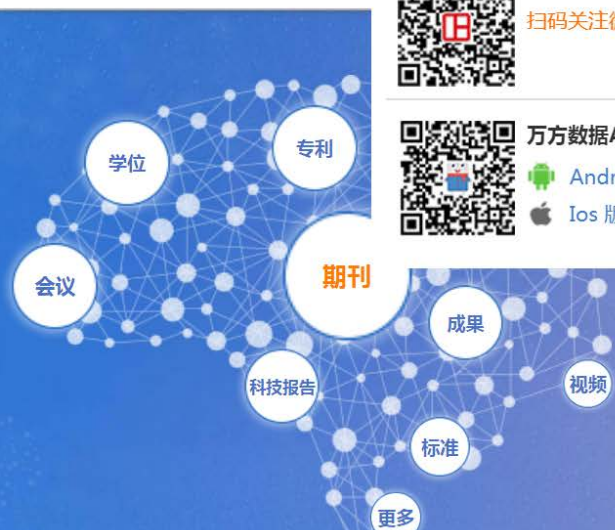 扫码关注
万方数据A
Andr
Ios 版
专利
学位
期刊
会议
成果
科技报告
视频
标准
更多